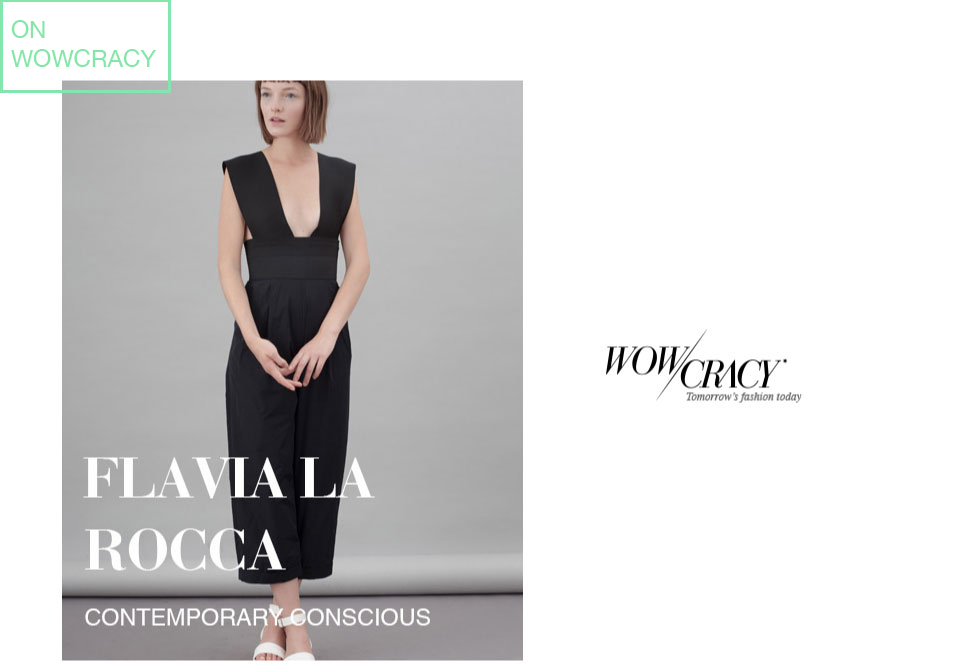 ON
WOWCRACY
FLAVIA LA
ROCCA
CONTEMPORARY CONSCIOUS
WOW/CRACY*
Tomorrow's fashion today